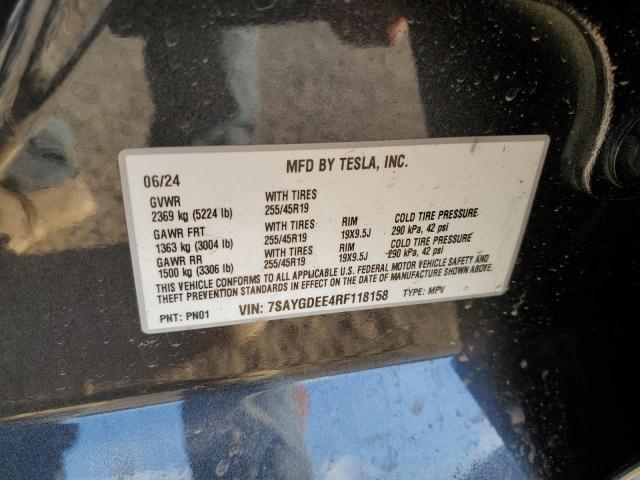 MFD BY TESLA, INC.
06/24
GVWR WITH TIRES
2369 kg (5224 lb) 255/45R19
GAWR FRT WITH TIRES RIM COLD TIRE PRESSURE
1363 kg (3004 lb) 255/45R19 19X9.5J 290 kPa, 42 psi
GAWR RR WITH TIRES RIM COLD TIRE PRESSURE
1500 kg (3306 lb) 255/45R19 19X9.5J 290 kPa, 42 psi
THIS VEHICLE CONFORMS TO ALL APPLICABLE U.S. FEDERAL MOTOR VEHICLE SAFETY AND
THEFT PREVENTION STANDARDS IN EFFECT ON THE DATE OF MANUFACTURE SHOWN ABOVE.
PNT: PN01 VIN: 7SAYGDEE4RF118158 TYPE: MPV